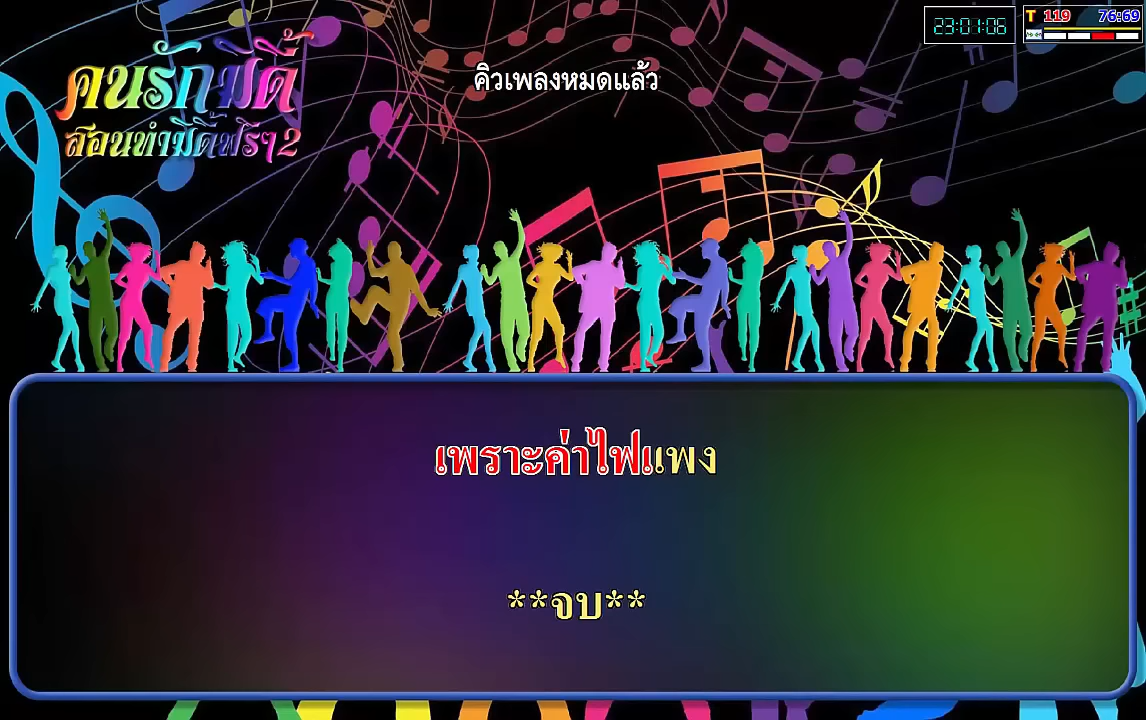 คนรักมิดี้
สอนทำมิดี้ฟรีๆ 2
คิวเพลงหมดแล้ว
23:01:06
T 119 76:69
เพราะค่าไฟแพง
**จบ**